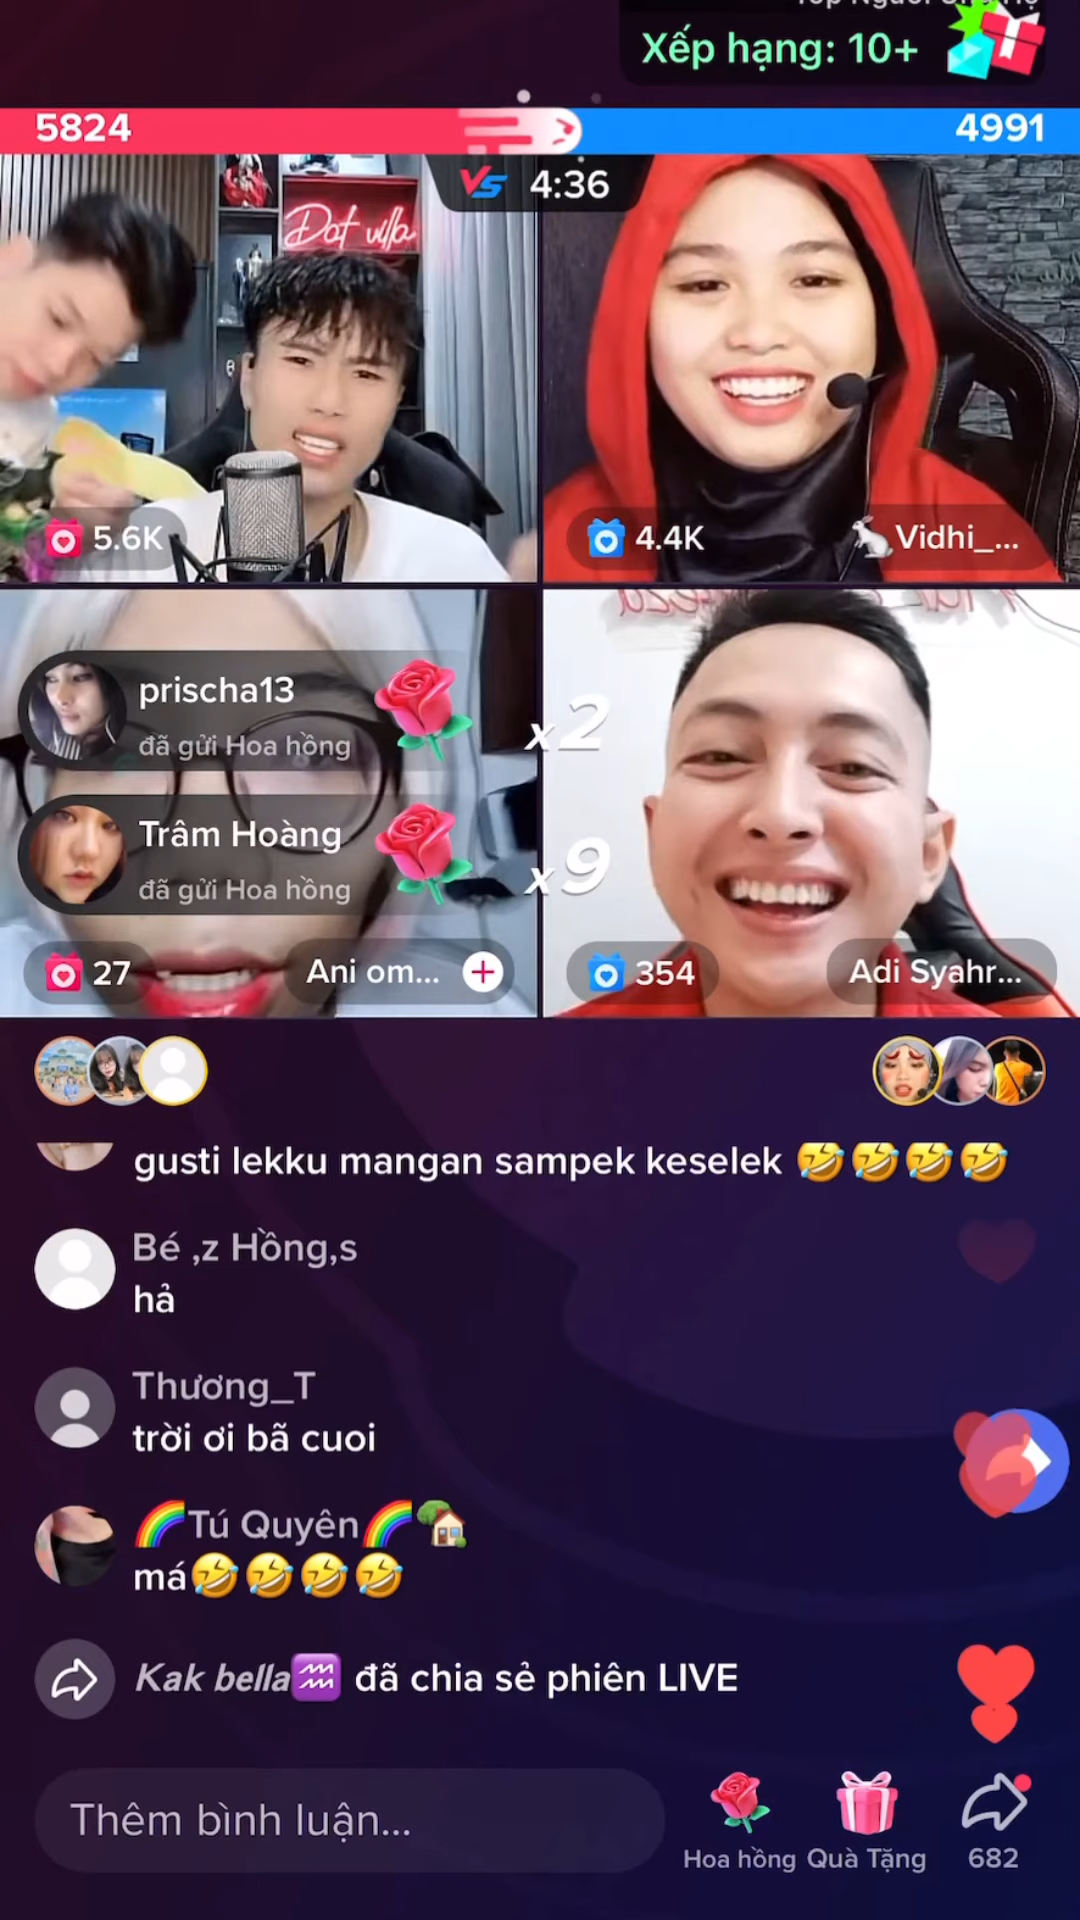 Xếp hạng: 10+
5824
4991
VS 4:36
Dat villa
5.6K
4.4K
Vidhi_...
prischa13
đã gửi Hoa hồng
x2
Trâm Hoàng
đã gửi Hoa hồng
x9
27
Ani om...
354
Adi Syahr...
gusti lekku mangan sampek keselek 🤣🤣🤣🤣
Bé ,z Hồng,s
hả
Thương_T
trời ơi bã cuoi
🌈Tú Quyên🌈🏡
má🤣🤣🤣🤣
Kak bella♒ đã chia sẻ phiên LIVE
Thêm bình luận...
Hoa hồng
Quà Tặng
682